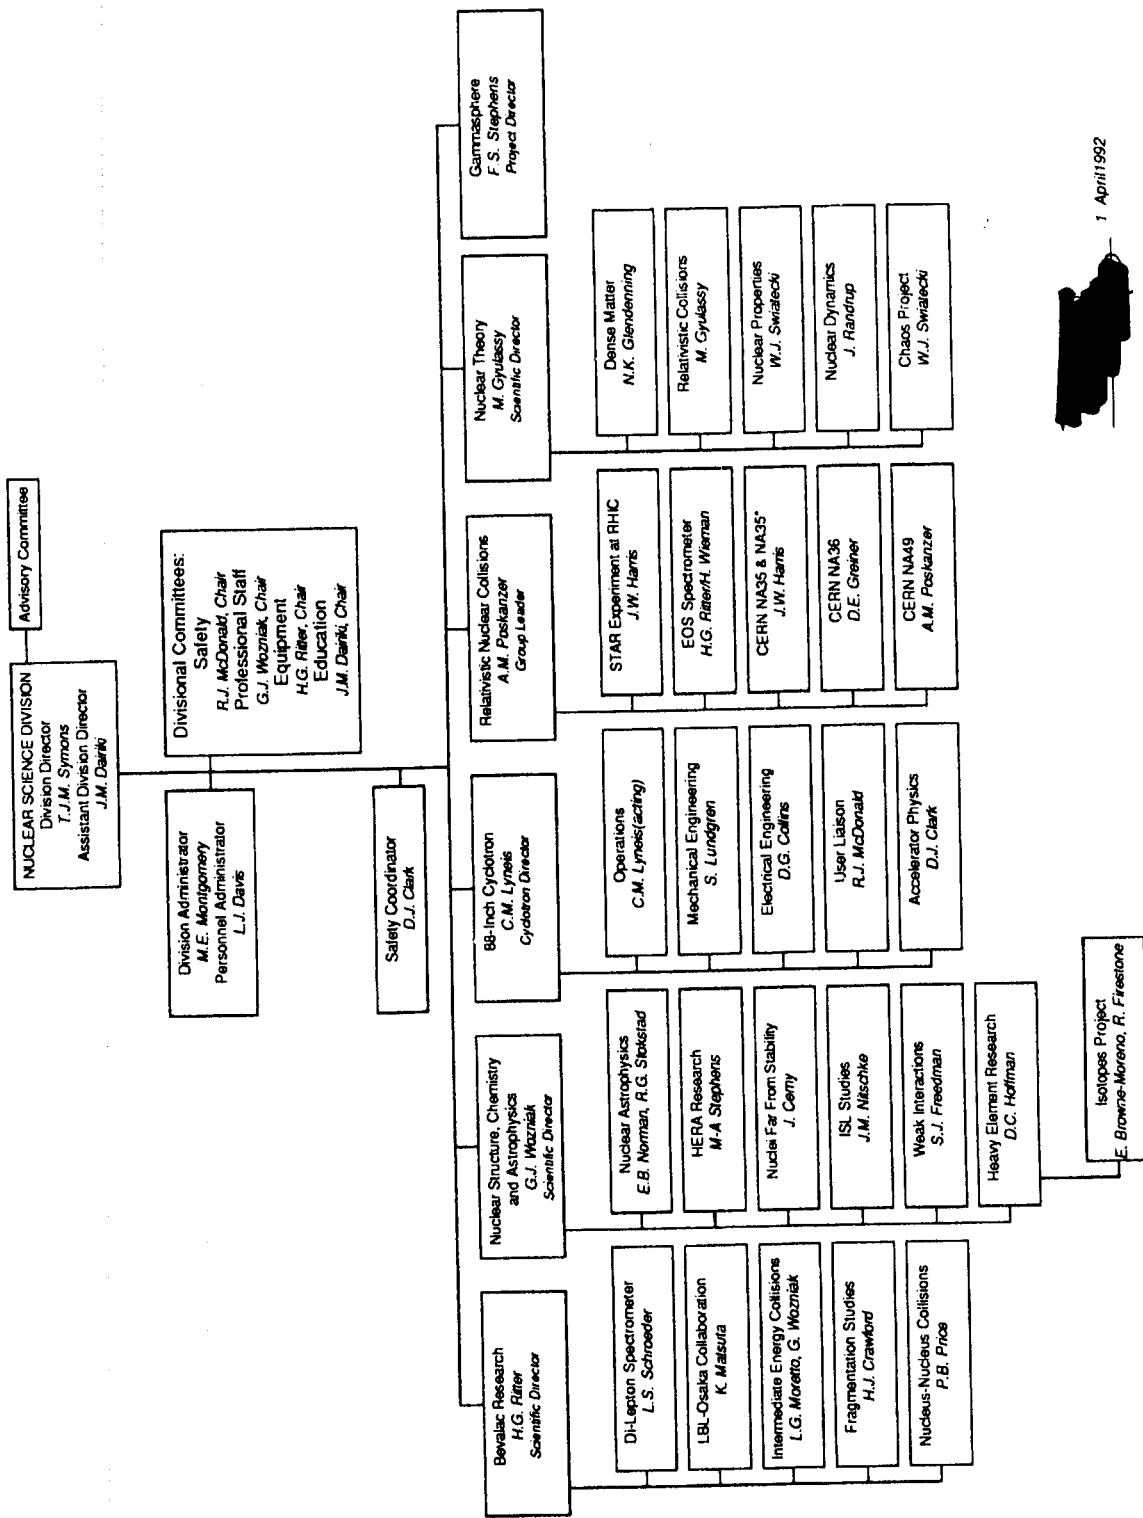 NUCLEAR SCIENCE DIVISION
Division Director
T.J.M. Symons
Assistant Division Director
J.M. Dairiki
Advisory Committee
Division Administrator
M.E. Montgomery
Personnel Administrator
L.J. Davis
Divisional Committees:
Safety
R.J. McDonald, Chair
Professional Staff
G.J. Wozniak, Chair
Equipment
H.G. Ritter, Chair
Education
J.M. Dairiki, Chair
Safety Coordinator
D.J. Clark
Bevalac Research
H.G. Ritter
Scientific Director
Di-Lepton Spectrometer
L.S. Schroeder
LBL-Osaka Collaboration
K. Matsuta
Intermediate Energy Collisions
L.G. Moretto, G. Wozniak
Fragmentation Studies
H.J. Crawford
Nucleus-Nucleus Collisions
P.B. Price
Nuclear Structure, Chemistry
and Astrophysics
G.J. Wozniak
Scientific Director
Nuclear Astrophysics
E.B. Norman, R.G. Stokstad
HERA Research
M-A Stephens
Nuclei Far From Stability
J. Cerny
ISL Studies
J.M. Nitschke
Weak Interactions
S.J. Freedman
Heavy Element Research
D.C. Hoffman
Isotopes Project
E. Browne-Moreno, R. Firestone
88-Inch Cyclotron
C.M. Lyneis
Cyclotron Director
Operations
C.M. Lyneis(acting)
Mechanical Engineering
S. Lundgren
Electrical Engineering
D.G. Collins
User Liaison
R.J. McDonald
Accelerator Physics
D.J. Clark
Relativistic Nuclear Collisions
A.M. Poskanzer
Group Leader
STAR Experiment at RHIC
J.W. Harris
EOS Spectrometer
H.G. Ritter/H. Wieman
CERN NA35 & NA35*
J.W. Harris
CERN NA36
D.E. Greiner
CERN NA49
A.M. Poskanzer
Nuclear Theory
M. Gyulassy
Scientific Director
Dense Matter
N.K. Glendenning
Relativistic Collisions
M. Gyulassy
Nuclear Properties
W.J. Swiatecki
Nuclear Dynamics
J. Randrup
Chaos Project
W.J. Swiatecki
Gammasphere
F.S. Stephens
Project Director
1 April 1992